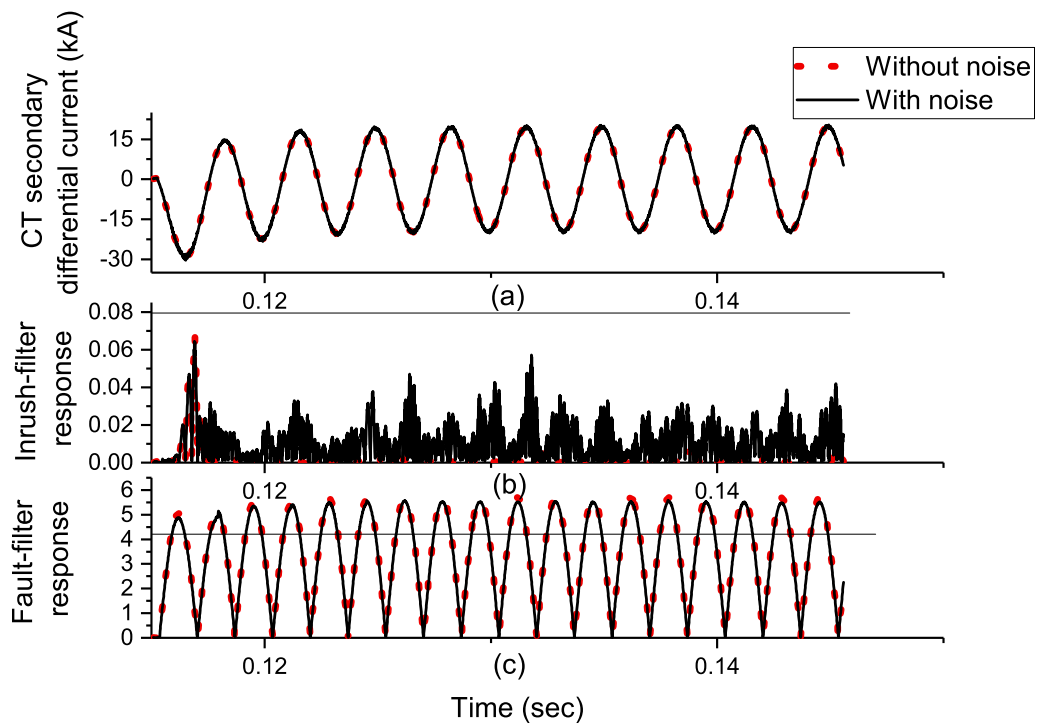 Without noise
With noise
CT secondary
differential current (kA)
15
0
-15
-30
0.12
0.14
(a)
Inrush-filter
response
0.08
0.06
0.04
0.02
0.00
0.12
0.14
(b)
Fault-filter
response
6
5
4
3
2
1
0
0.12
0.14
(c)
Time (sec)